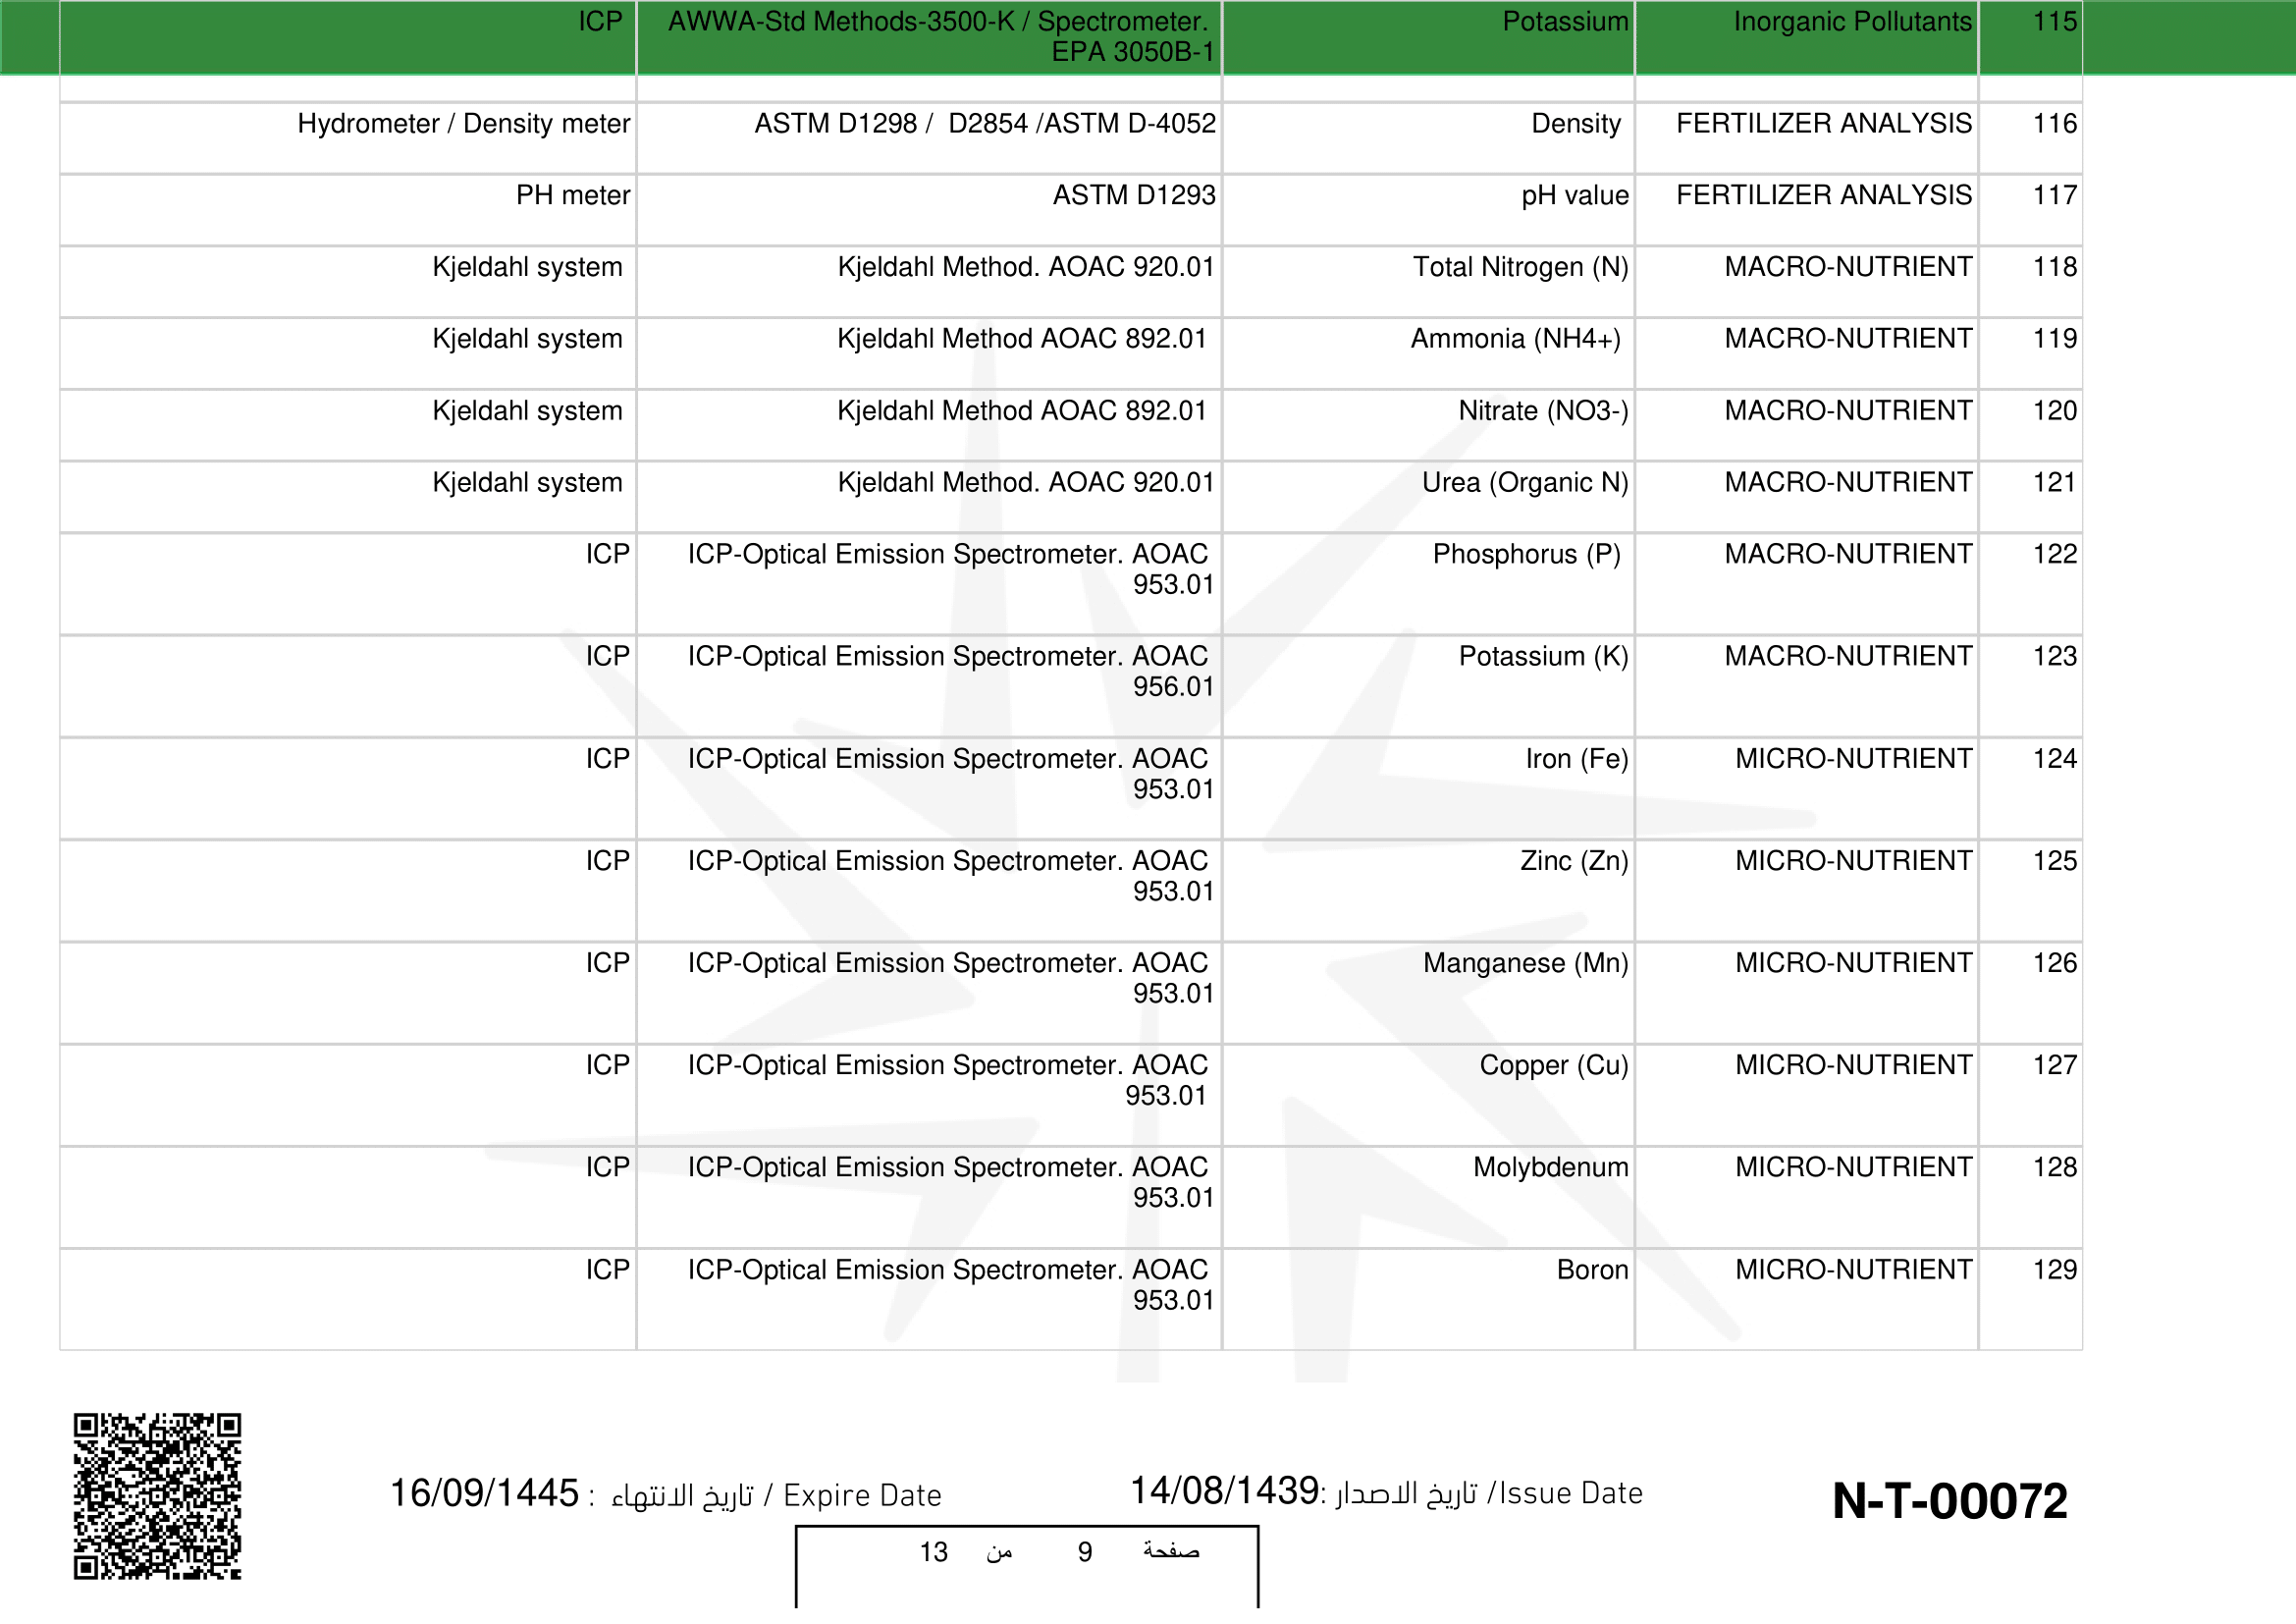 115 Inorganic Pollutants Potassium AWWA-Std Methods-3500-K / Spectrometer. ICP
EPA 3050B-1
116 FERTILIZER ANALYSIS Density ASTM D1298 / D2854 /ASTM D-4052 Hydrometer / Density meter
117 FERTILIZER ANALYSIS pH value ASTM D1293 PH meter
118 MACRO-NUTRIENT Total Nitrogen (N) Kjeldahl Method. AOAC 920.01 Kjeldahl system
119 MACRO-NUTRIENT Ammonia (NH4+) Kjeldahl Method AOAC 892.01 Kjeldahl system
120 MACRO-NUTRIENT Nitrate (NO3-) Kjeldahl Method AOAC 892.01 Kjeldahl system
121 MACRO-NUTRIENT Urea (Organic N) Kjeldahl Method. AOAC 920.01 Kjeldahl system
122 MACRO-NUTRIENT Phosphorus (P) ICP-Optical Emission Spectrometer. AOAC ICP
953.01
123 MACRO-NUTRIENT Potassium (K) ICP-Optical Emission Spectrometer. AOAC ICP
956.01
124 MICRO-NUTRIENT Iron (Fe) ICP-Optical Emission Spectrometer. AOAC ICP
953.01
125 MICRO-NUTRIENT Zinc (Zn) ICP-Optical Emission Spectrometer. AOAC ICP
953.01
126 MICRO-NUTRIENT Manganese (Mn) ICP-Optical Emission Spectrometer. AOAC ICP
953.01
127 MICRO-NUTRIENT Copper (Cu) ICP-Optical Emission Spectrometer. AOAC ICP
953.01
128 MICRO-NUTRIENT Molybdenum ICP-Optical Emission Spectrometer. AOAC ICP
953.01
129 MICRO-NUTRIENT Boron ICP-Optical Emission Spectrometer. AOAC ICP
953.01
N-T-00072
Issue Date/ تاريخ الاصدار :14/08/1439
Expire Date / تاريخ الانتهاء : 16/09/1445
صفحة 9 من 13